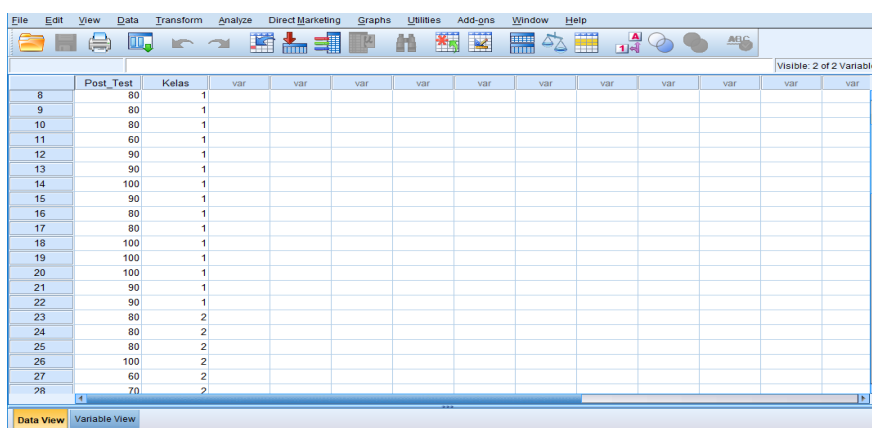 File Edit View Data Transform Analyze Direct Marketing Graphs Utilities Add-ons Window Help
A
14
ABC
Visible: 2 of 2 Variable
Post_Test Kelas var var var var var var var var var var
8 80 1
9 80 1
10 80 1
11 60 1
12 90 1
13 90 1
14 100 1
15 90 1
16 80 1
17 80 1
18 100 1
19 100 1
20 100 1
21 90 1
22 90 1
23 80 2
24 80 2
25 80 2
26 100 2
27 60 2
28 70 2
Data View Variable View